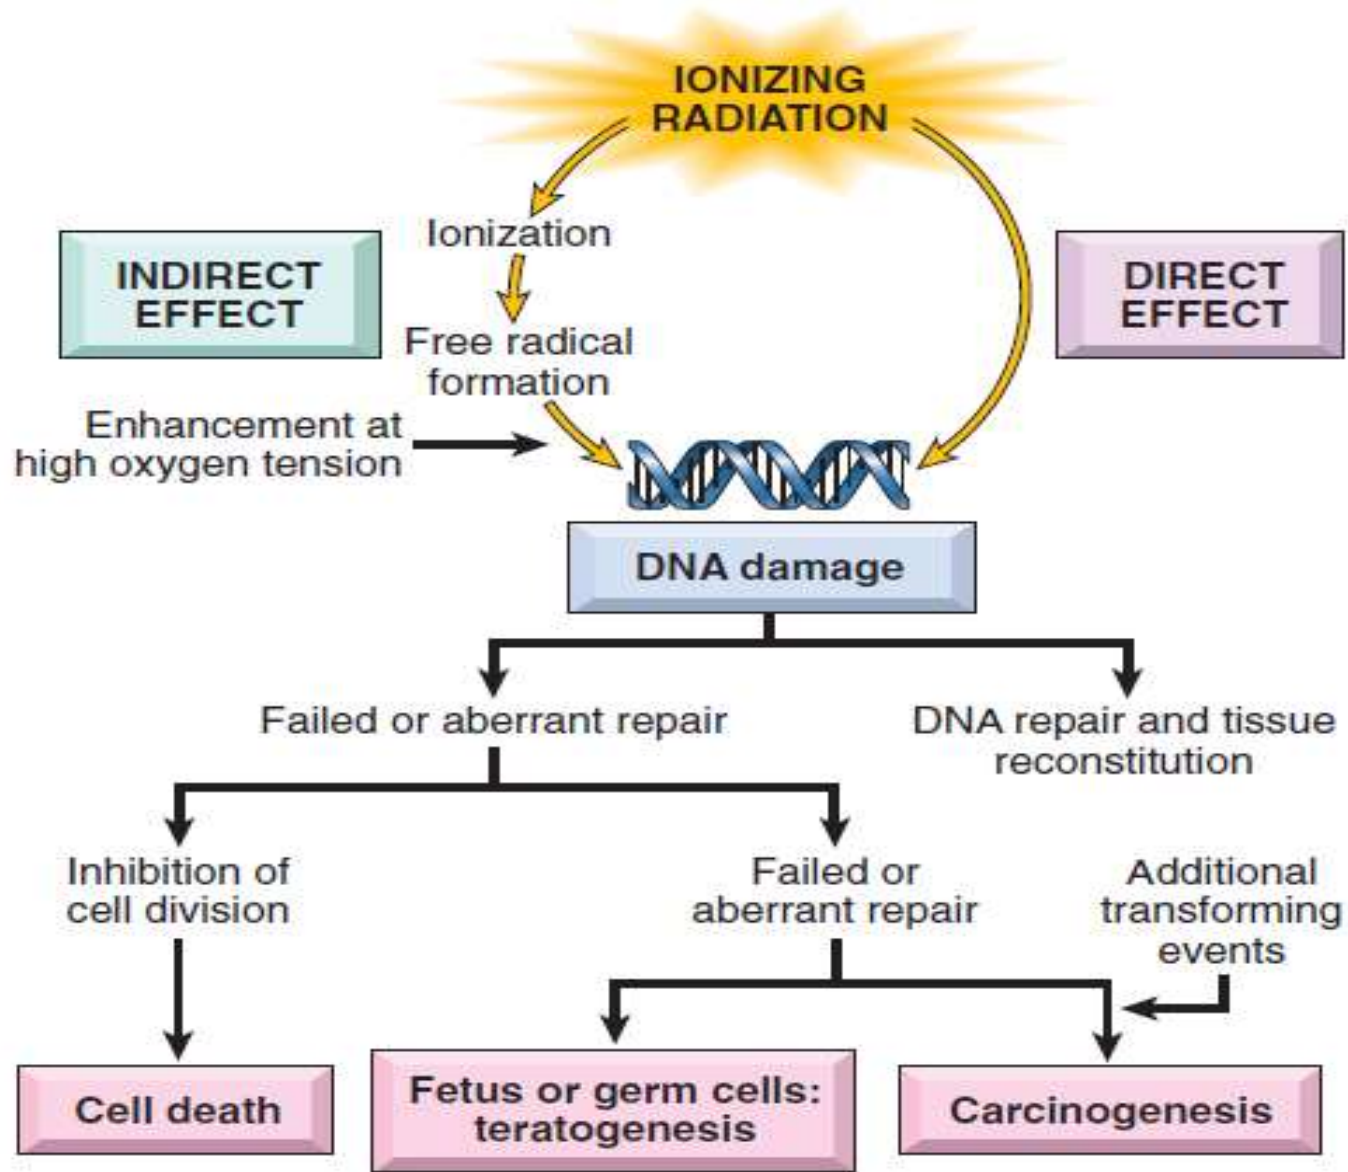 IONIZING
RADIATION
Ionization
INDIRECT
EFFECT
DIRECT
EFFECT
Free radical
formation
Enhancement at
high oxygen tension
DNA damage
Failed or aberrant repair
DNA repair and tissue
reconstitution
Inhibition of
cell division
Failed or
aberrant repair
Additional
transforming
events
Cell death
Fetus or germ cells:
teratogenesis
Carcinogenesis